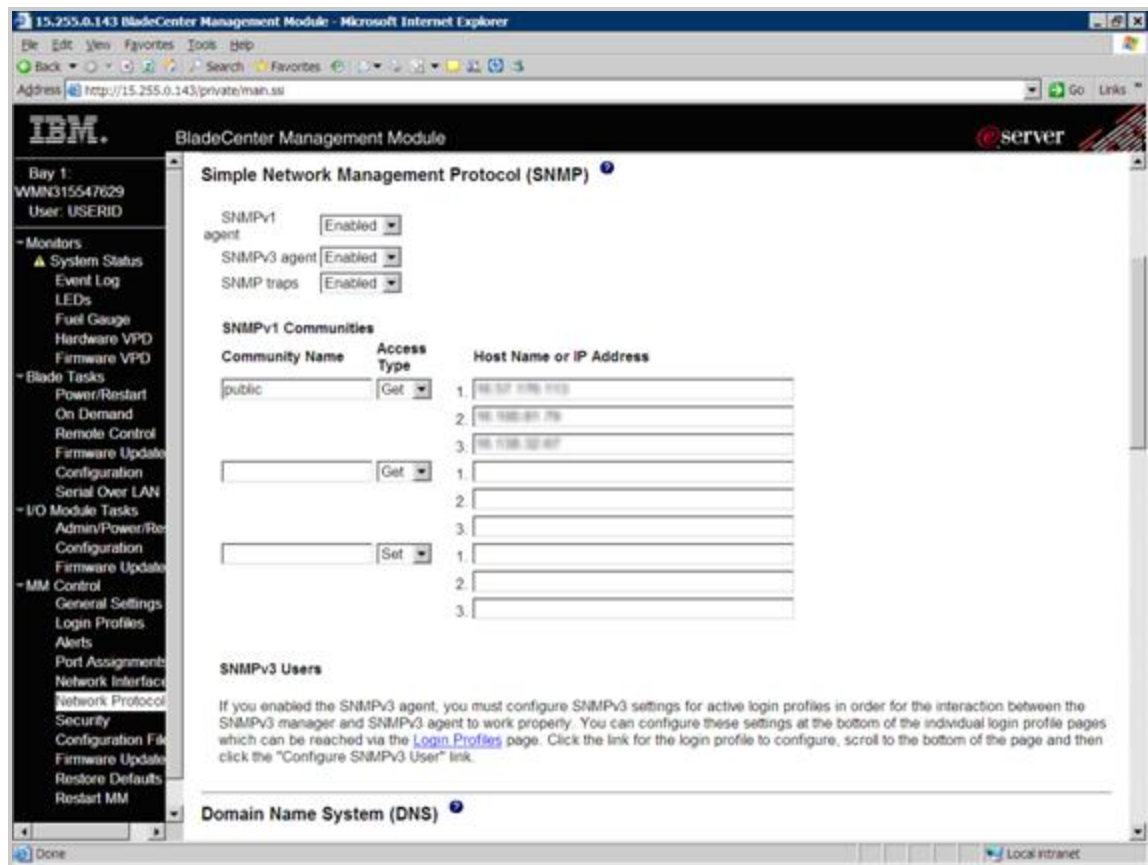 15.255.0.143 BladeCenter Management Module - Microsoft Internet Explorer
File Edit View Favorites Tools Help
Back Search Favorites
Address http://15.255.0.143/private/main.ssi Go Links
IBM. BladeCenter Management Module eserver
Bay 1:
WMN315547629
User: USERID
Monitors
System Status
Event Log
LEDs
Fuel Gauge
Hardware VPD
Firmware VPD
Blade Tasks
Power/Restart
On Demand
Remote Control
Firmware Update
Configuration
Serial Over LAN
I/O Module Tasks
Admin/Power/Res
Configuration
Firmware Update
MM Control
General Settings
Login Profiles
Alerts
Port Assignments
Network Interface
Network Protocol
Security
Configuration File
Firmware Update
Restore Defaults
Restart MM
Simple Network Management Protocol (SNMP) ?
SNMPv1 agent Enabled
SNMPv3 agent Enabled
SNMP traps Enabled
SNMPv1 Communities
Community Name Access Type Host Name or IP Address
public Get 1.
2.
3.
Get 1.
2.
3.
Set 1.
2.
3.
SNMPv3 Users
If you enabled the SNMPv3 agent, you must configure SNMPv3 settings for active login profiles in order for the interaction between the
SNMPv3 manager and SNMPv3 agent to work properly. You can configure these settings at the bottom of the individual login profile pages
which can be reached via the Login Profiles page. Click the link for the login profile to configure, scroll to the bottom of the page and then
click the "Configure SNMPv3 User" link.
Domain Name System (DNS) ?
Done Local intranet